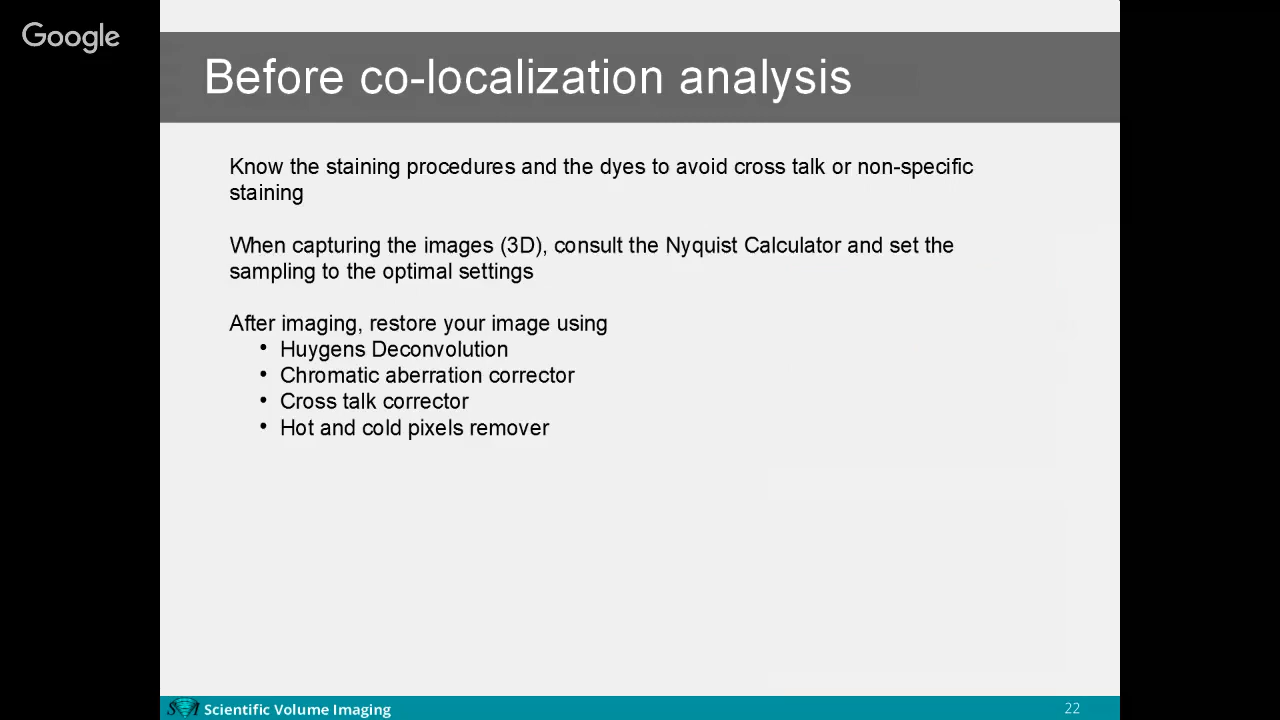 Google
Before co-localization analysis
Know the staining procedures and the dyes to avoid cross talk or non-specific
staining
When capturing the images (3D), consult the Nyquist Calculator and set the
sampling to the optimal settings
After imaging, restore your image using
• Huygens Deconvolution
• Chromatic aberration corrector
• Cross talk corrector
• Hot and cold pixels remover
SVI Scientific Volume Imaging
22